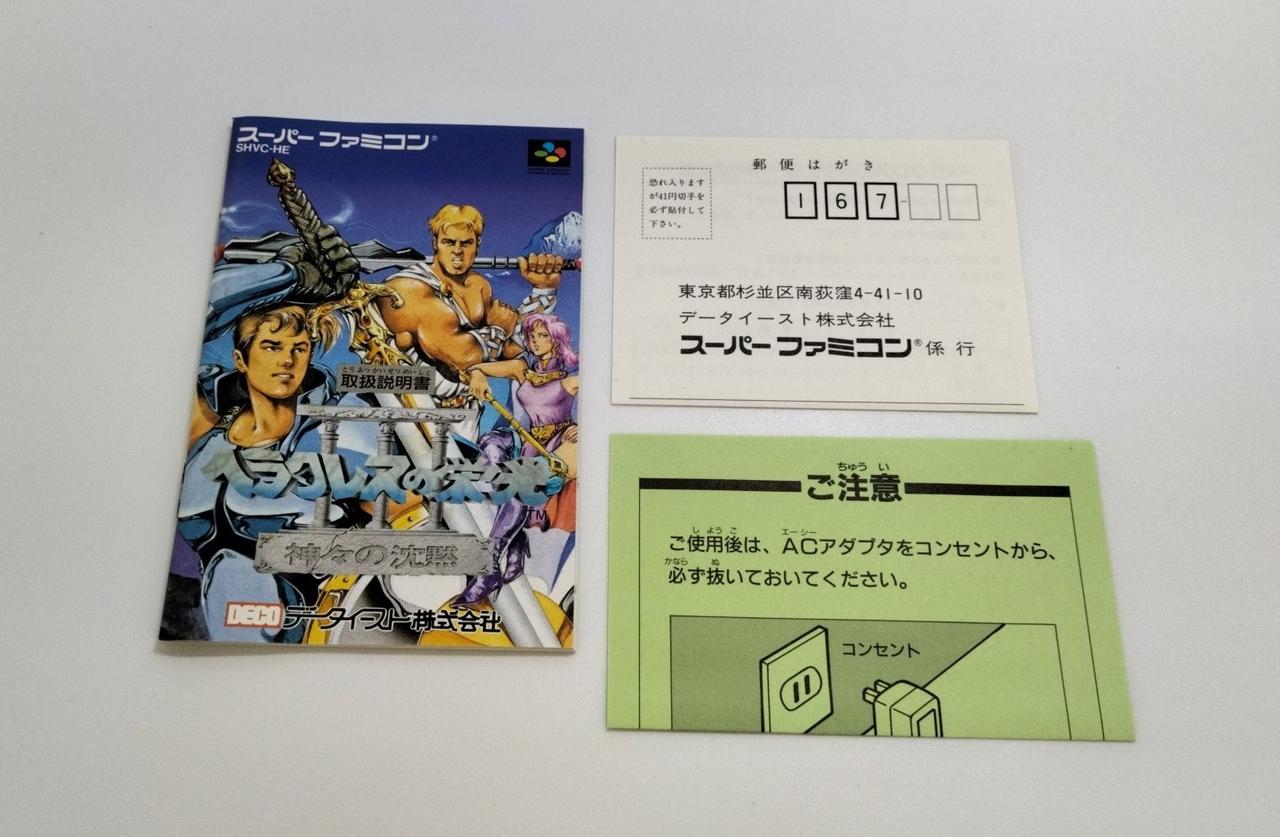 スーパーファミコン®
SHVC-HE
とりあつかいせつめいしょ
取扱説明書
III
ヘラクレスの栄光
TM
神々の沈黙
DECO データイースト株式会社
郵便はがき
恐れ入ります
が41円切手を
必ず貼付して
下さい。
167-
東京都杉並区南荻窪4-41-10
データイースト株式会社
スーパーファミコン®係行
ちゅう い
ご注意
し よう ご エーシー
ご使用後は、ACアダプタをコンセントから、
かなら ぬ
必ず抜いておいてください。
コンセント